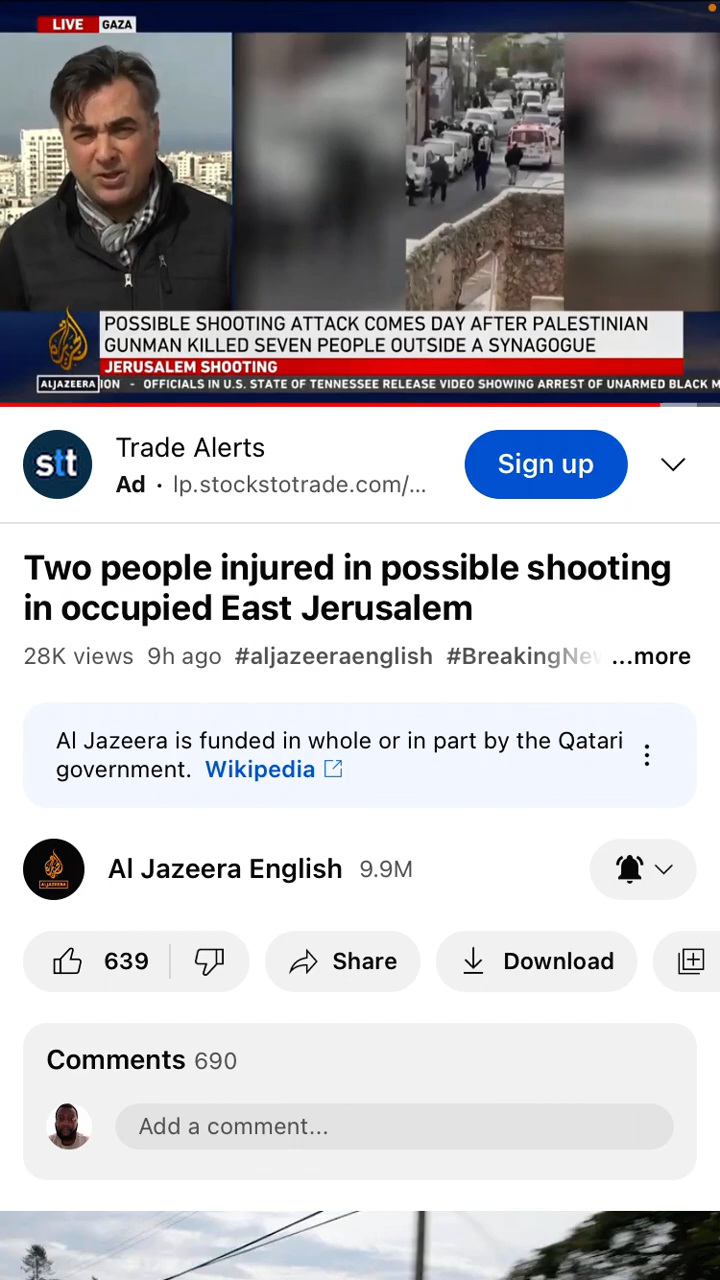 LIVE GAZA
POSSIBLE SHOOTING ATTACK COMES DAY AFTER PALESTINIAN
GUNMAN KILLED SEVEN PEOPLE OUTSIDE A SYNAGOGUE
JERUSALEM SHOOTING
ALJAZEERA ION - OFFICIALS IN U.S. STATE OF TENNESSEE RELEASE VIDEO SHOWING ARREST OF UNARMED BLACK M
stt
Trade Alerts
Ad · lp.stockstotrade.com/...
Sign up
Two people injured in possible shooting
in occupied East Jerusalem
28K views 9h ago #aljazeeraenglish #BreakingNew ...more
Al Jazeera is funded in whole or in part by the Qatari
government. Wikipedia
ALJAZEERA
Al Jazeera English 9.9M
639
Share
Download
Comments 690
Add a comment...